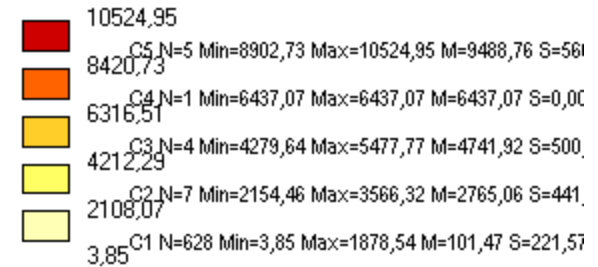 10524,95
C5 N=5 Min=8902,73 Max=10524,95 M=9488,76 S=56
8420,73
C4 N=1 Min=6437,07 Max=6437,07 M=6437,07 S=0,00
6316,51
C3 N=4 Min=4279,64 Max=5477,77 M=4741,92 S=500,
4212,29
C2 N=7 Min=2154,46 Max=3566,32 M=2765,06 S=441,
2108,07
C1 N=628 Min=3,85 Max=1878,54 M=101,47 S=221,57
3,85